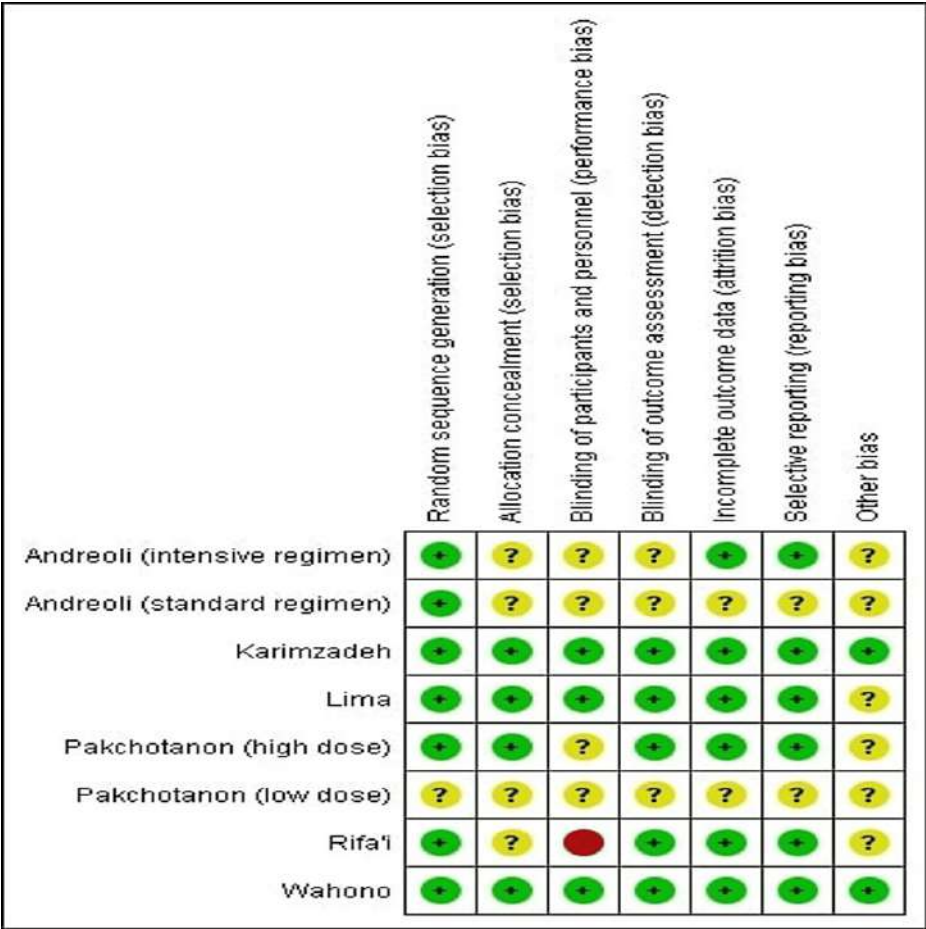 Random sequence generation (selection bias)
Allocation concealment (selection bias)
Blinding of participants and personnel (performance bias)
Blinding of outcome assessment (detection bias)
Incomplete outcome data (attrition bias)
Selective reporting (reporting bias)
Other bias
Andreoli (intensive regimen) + ? ? ? + + ?
Andreoli (standard regimen) + ? ? ? ? ? ?
Karimzadeh + + + + + + +
Lima + + + + + + ?
Pakchotanon (high dose) + + ? + + + ?
Pakchotanon (low dose) ? ? ? ? ? ? ?
Rifa'i + ? + + + ?
Wahono + + + + + + +